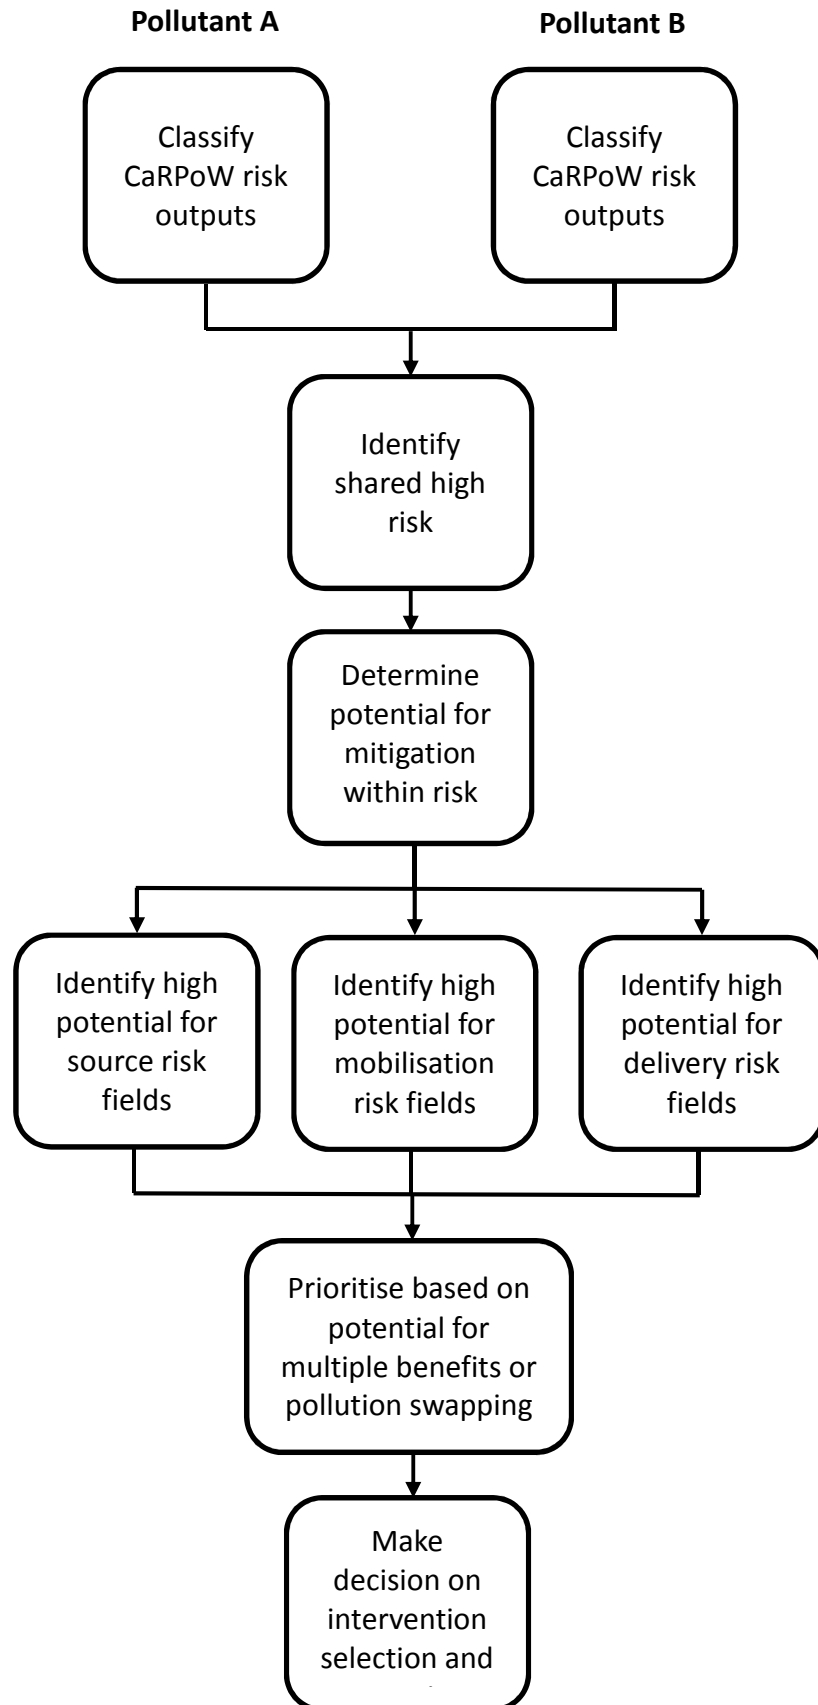 Pollutant A
Pollutant B
Classify
CaRPoW risk
outputs
Classify
CaRPoW risk
outputs
Identify
shared high
risk
Determine
potential for
mitigation
within risk
Identify high
potential for
source risk
fields
Identify high
potential for
mobilisation
risk fields
Identify high
potential for
delivery risk
fields
Prioritise based on
potential for
multiple benefits or
pollution swapping
Make
decision on
intervention
selection and